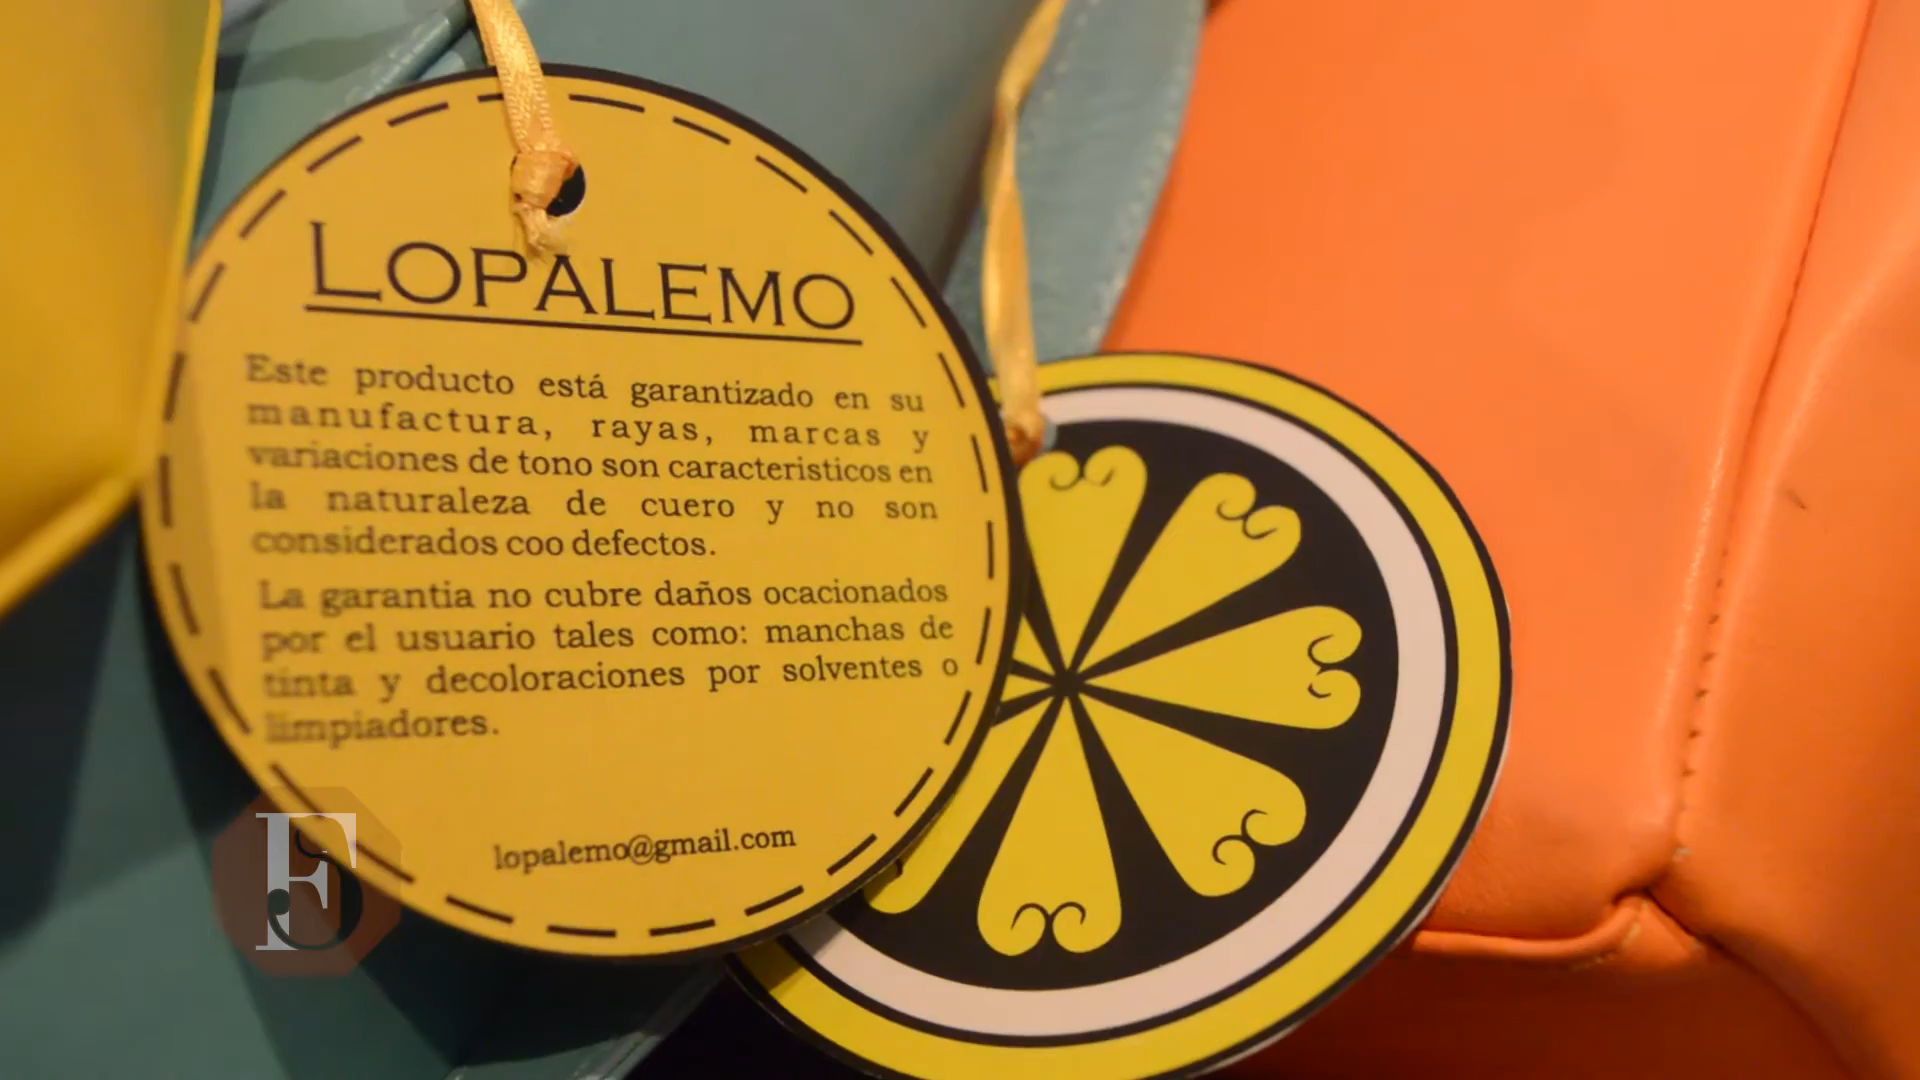 LOPALEMO
Este producto está garantizado en su
manufactura, rayas, marcas y
variaciones de tono son caracteristicos en
la naturaleza de cuero y no son
considerados coo defectos.
La garantia no cubre daños ocacionados
por el usuario tales como: manchas de
tinta y decoloraciones por solventes o
limpiadores.
lopalemo@gmail.com